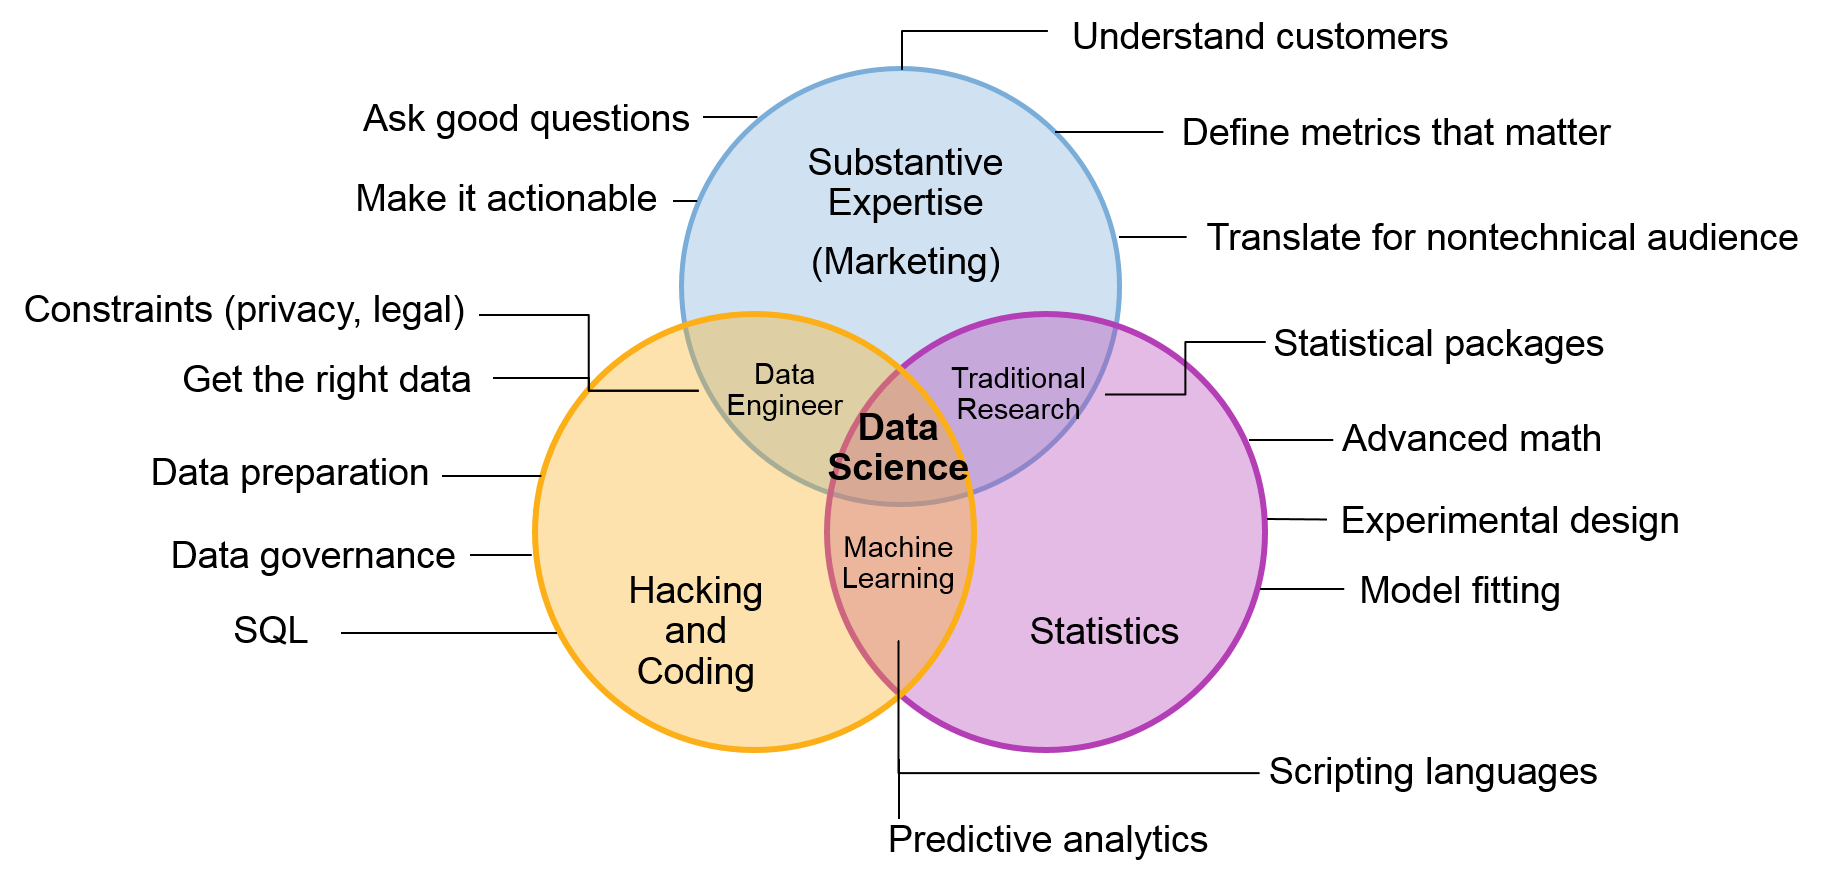 Understand customers
Ask good questions
Define metrics that matter
Substantive
Expertise
(Marketing)
Make it actionable
Translate for nontechnical audience
Constraints (privacy, legal)
Statistical packages
Get the right data
Data
Engineer
Traditional
Research
Data
Science
Advanced math
Data preparation
Experimental design
Data governance
Machine
Learning
Hacking
and
Coding
Model fitting
SQL
Statistics
Scripting languages
Predictive analytics